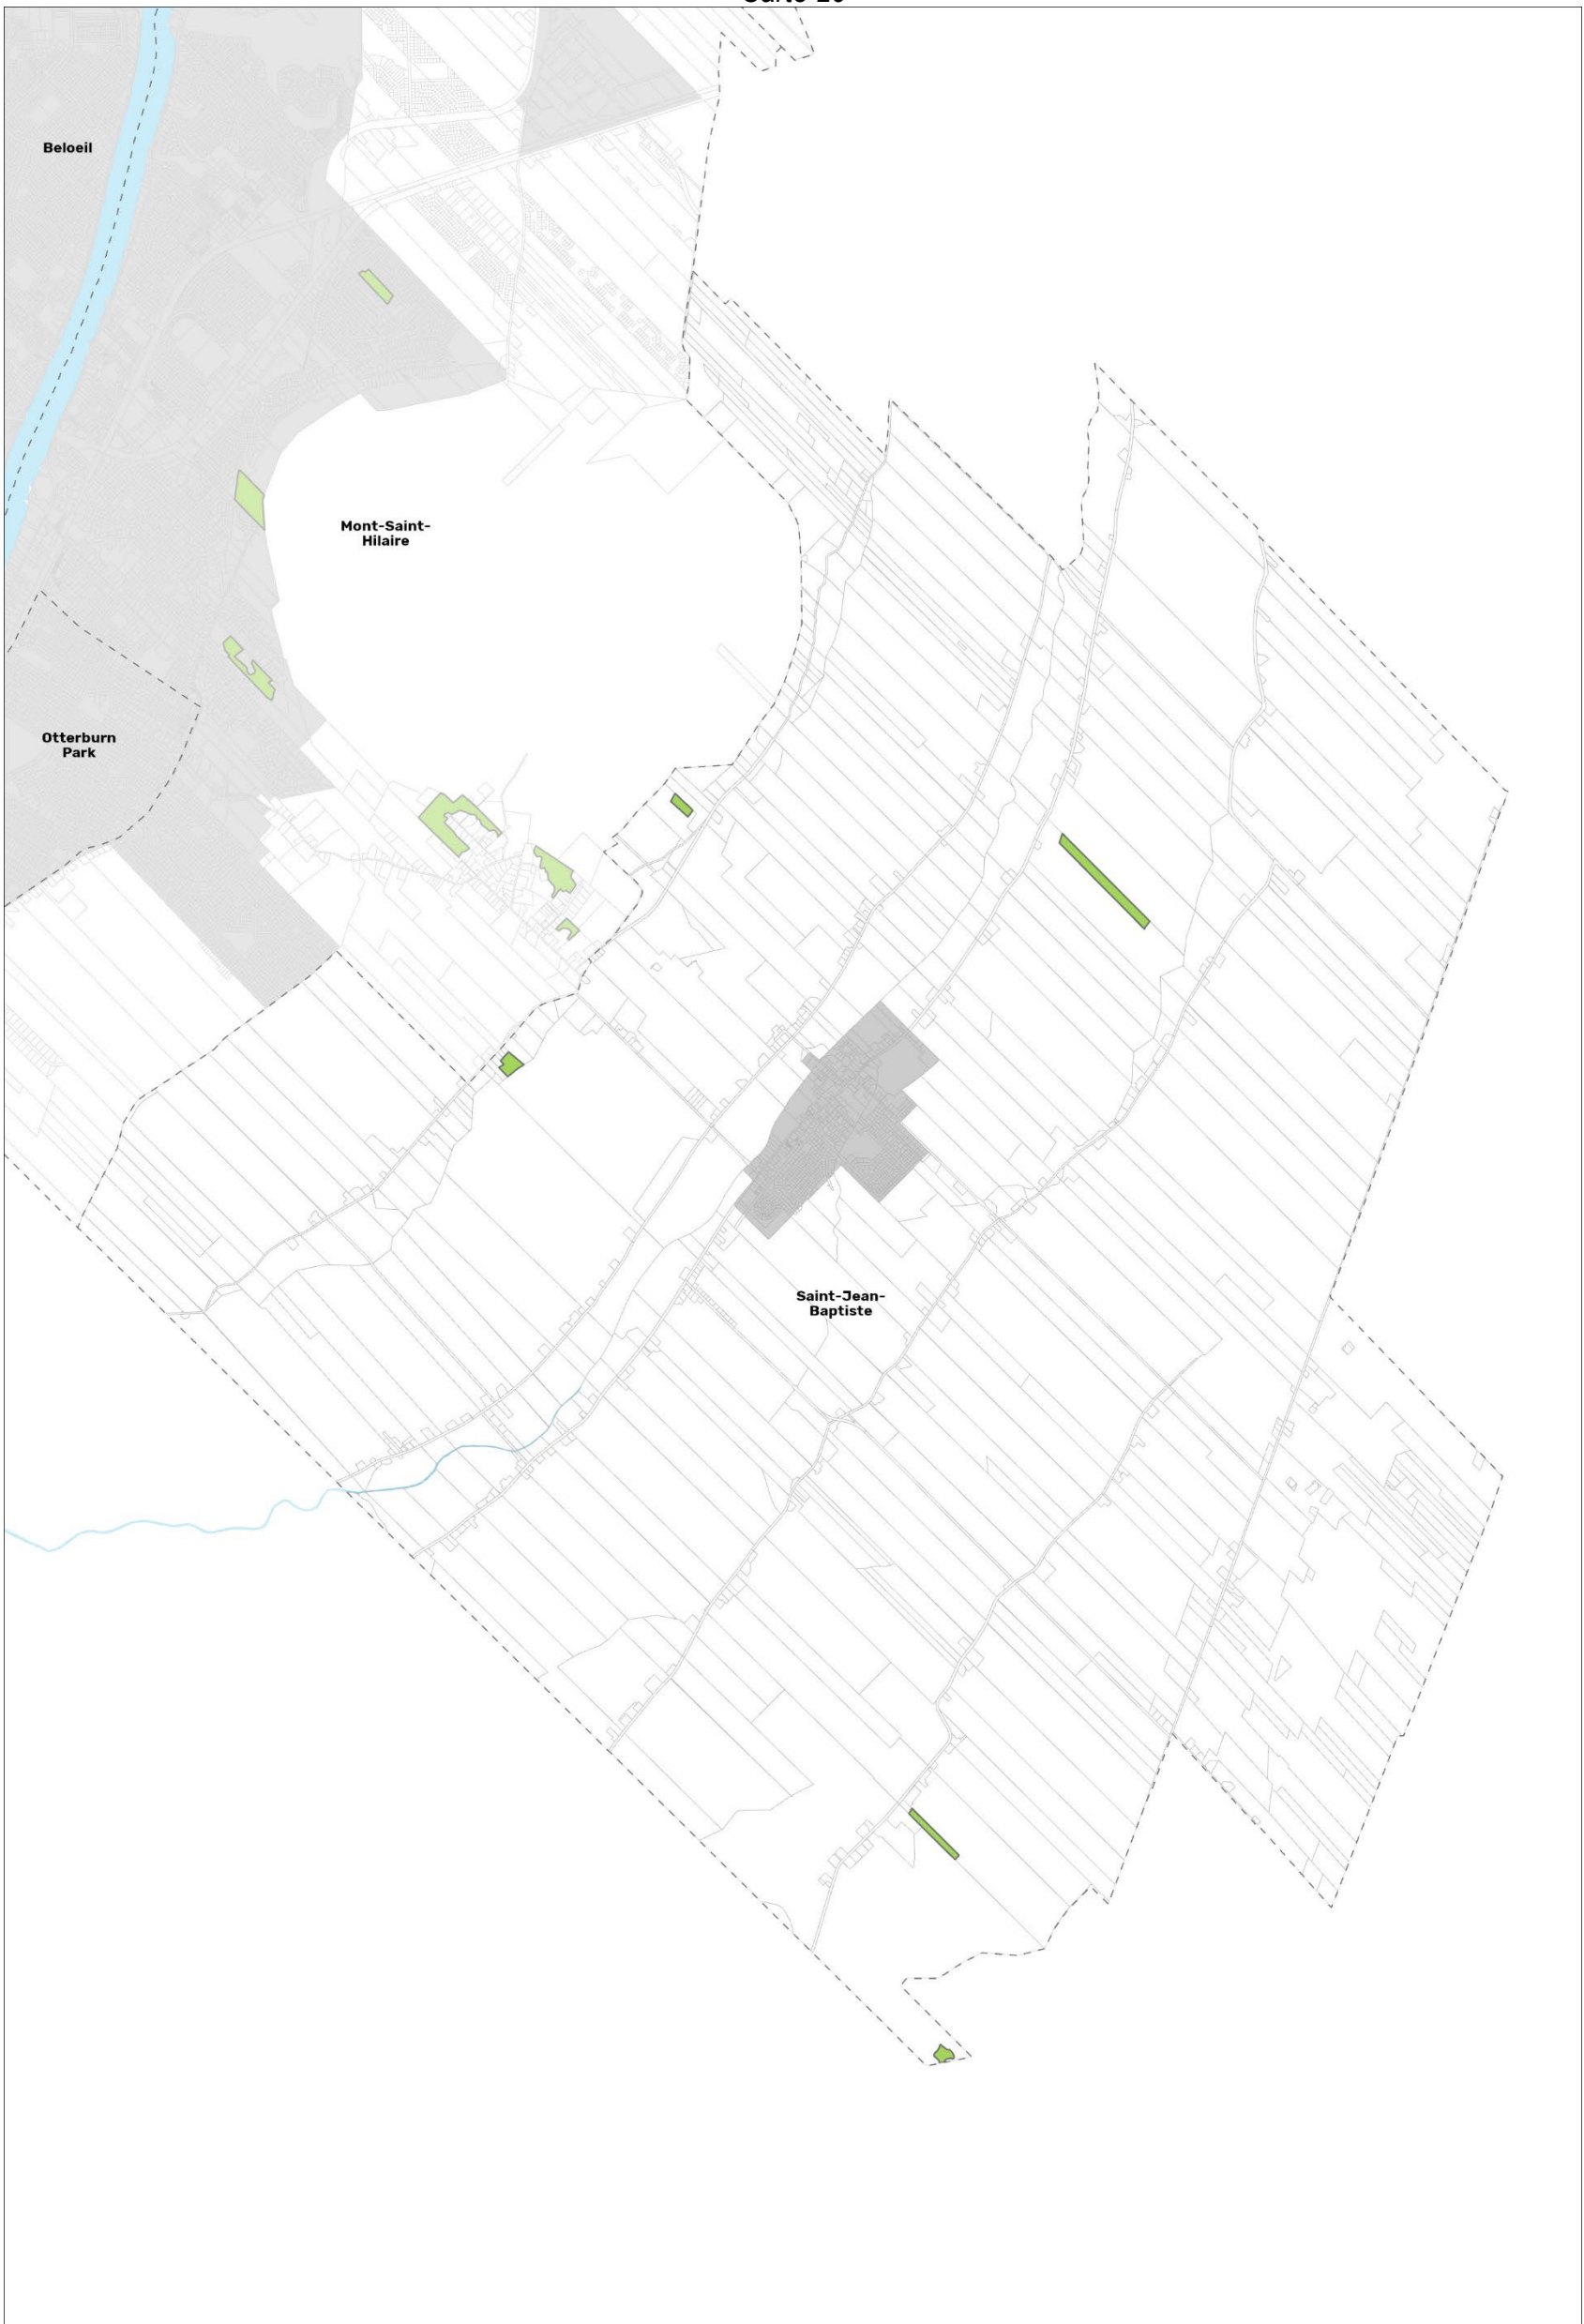 Beloeil
Mont-Saint-
Hilaire
Otterburn
Park
Saint-Jean-
Baptiste